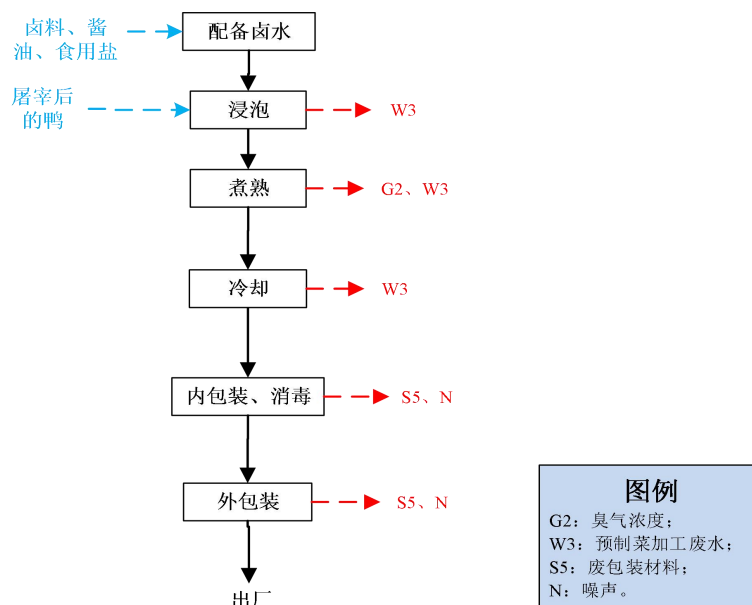 卤料、酱
油、食用盐
配备卤水
屠宰后
的鸭
浸泡
W3
煮熟
G2、W3
冷却
W3
内包装、消毒
S5、N
外包装
S5、N
出厂
图例
G2：臭气浓度；
W3：预制菜加工废水；
S5：废包装材料；
N：噪声。